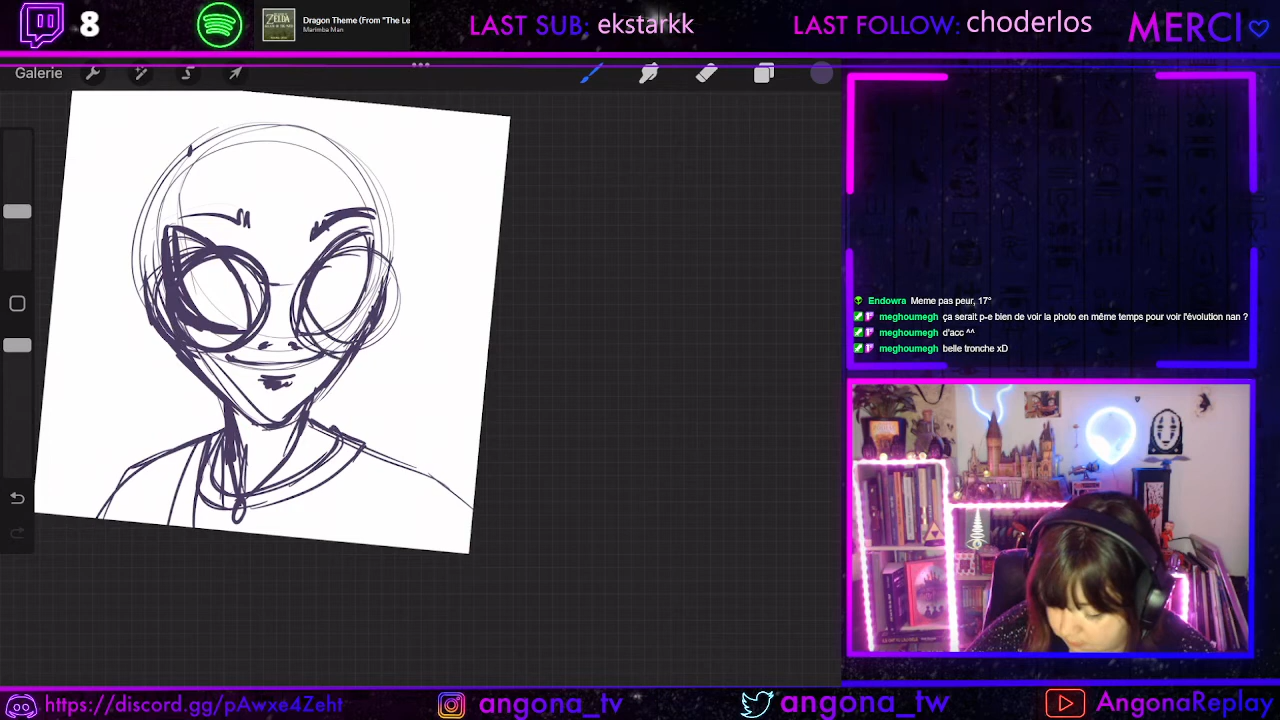 8
Dragon Theme (From "The Le
Marimba Man
LAST SUB: ekstarkk
LAST FOLLOW: choderlos
MERCI
Galerie
Endowra Meme pas peur, 17°
meghoumegh ça serait p-e bien de voir la photo en même temps pour voir l'évolution nan ?
meghoumegh d'acc ^^
meghoumegh belle tronche xD
https://discord.gg/pAwxe4Zeht
angona_tv
angona_tw
AngonaReplay